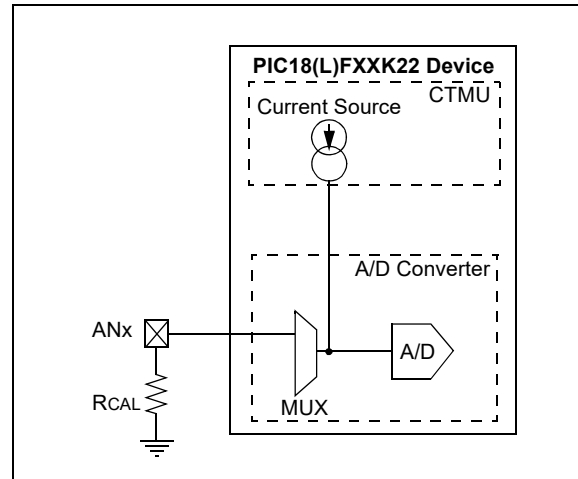 PIC18(L)FXXK22 Device
CTMU
Current Source
A/D Converter
ANx
A/D
RCAL
MUX